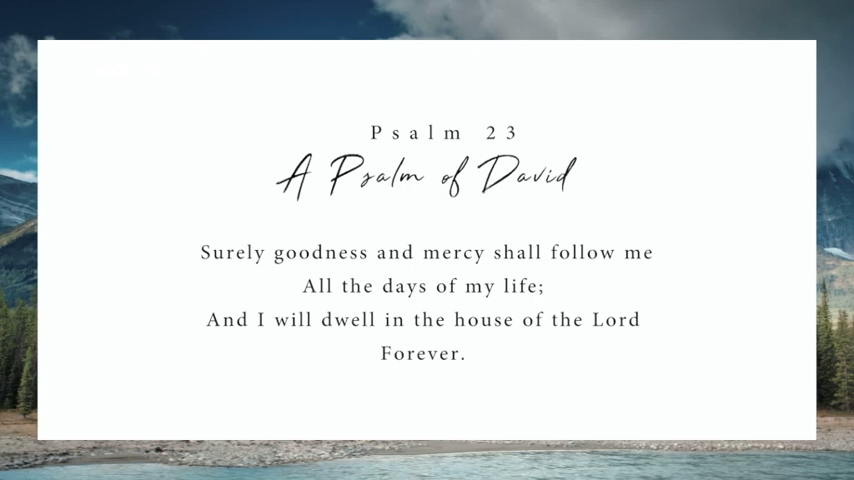 Psalm 23
A Psalm of David
Surely goodness and mercy shall follow me
All the days of my life;
And I will dwell in the house of the Lord
Forever.